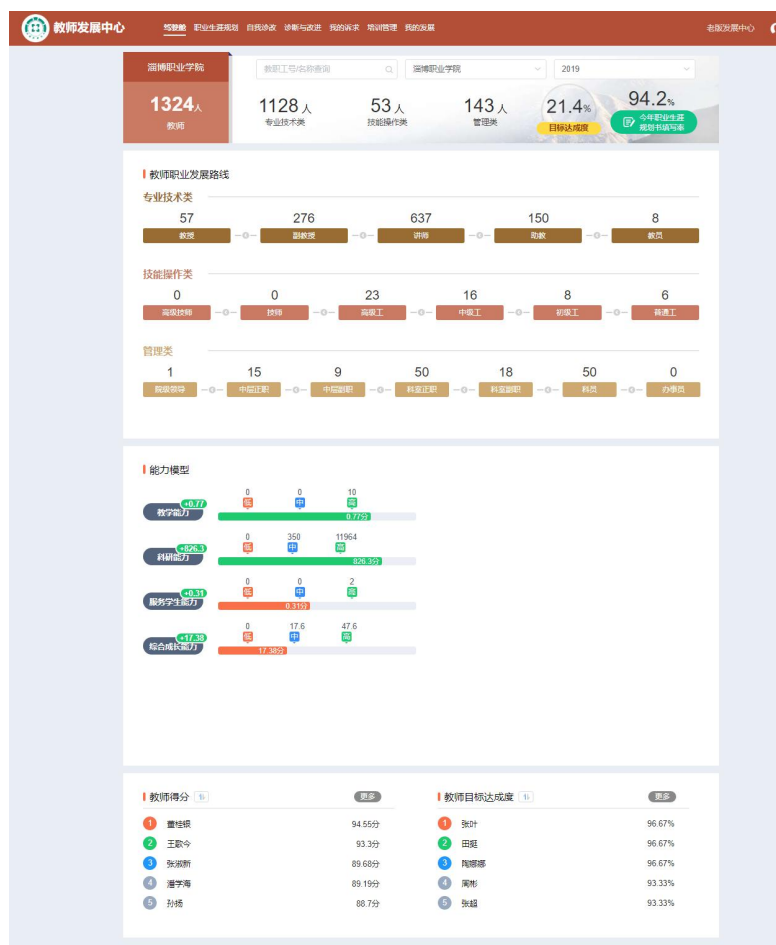 教师发展中心 驾驶舱 职业生涯规划 自我诊改 诊断与改进 我的诉求 培训管理 我的发展 老版发展中心
淄博职业学院 教职工号/名称查询 淄博职业学院 2019
1324人 1128人 53人 143人 21.4% 94.2%
教师 专业技术类 技能操作类 管理类 目标达成度 今年职业生涯
规划书填写率
教师职业发展路线
专业技术类
57 276 637 150 8
教授 副教授 讲师 助教 教员
技能操作类
0 0 23 16 8 6
高级技师 技师 高级工 中级工 初级工 普通工
管理类
1 15 9 50 18 50 0
院级领导 中层正职 中层副职 科室正职 科室副职 科员 办事员
能力模型
0 0 10
+0.77 低 中 高
教学能力 0.77分
0 350 11964
+826.3 低 中 高
科研能力 826.3分
0 0 2
+0.31 低 中 高
服务学生能力 0.31分
0 17.6 47.6
+17.38 低 中 高
综合成长能力 17.38分
教师得分 更多 教师目标达成度 更多
1 董桂银 94.55分 1 张叶 96.67%
2 王歌今 93.3分 2 田挺 96.67%
3 张淑新 89.68分 3 陶娜娜 96.67%
4 潘学海 89.19分 4 周彬 93.33%
5 孙扬 88.7分 5 张超 93.33%